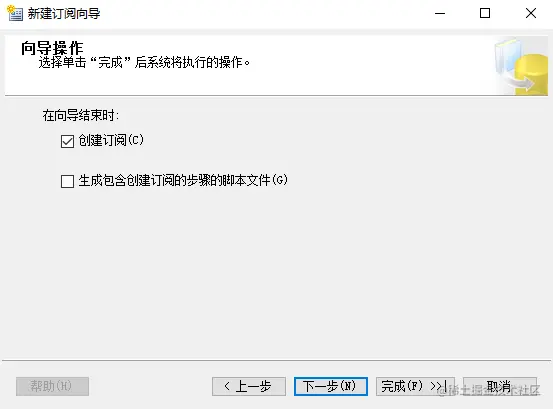 新建订阅向导
向导操作
选择单击“完成”后系统将执行的操作。
在向导结束时:
创建订阅(C)
生成包含创建订阅的步骤的脚本文件(G)
帮助(H)
< 上一步
下一步(N)
完成(F) >>|
取消
@稀土掘金技术社区